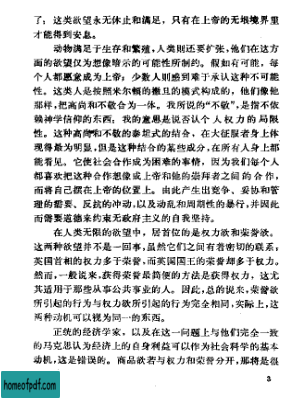 了；这类欲望永无休止和满足，只有在上帝的无垠境界里
才能得到安息。
动物满足于生存和繁殖，人类则还要扩张，他们在这方
面的欲望仅为想像暗示的可能性所制约。假如有可能，每
个人都愿意成为上帝；少数人则感到难于承认这种不可能
性。这类人是按照米尔顿的撒旦的模式构成的，他们像他
那样，把高尚和不敬合为一体。我所说的“不敬”，是指不依
赖神学信仰的东西：我的意思是说否认个人权力的局限
性。这种高尚和不敬的泰坦式的结合，在大征服者身上体
现得最为明显，但是这种结合的某些成分，在所有人身上都
能看见。它使社会合作成为困难的事情，因为我们每个人
都喜欢把这种合作想像成上帝和他的崇拜者之间的合作，
而将自己摆在上帝的位置上。由此产生出竞争、妥协和管理
的需要、反抗的冲动，以及动乱和周期性的暴行，并因此
而需要道德来约束无政府主义的自我坚持。
在人类无限的欲望中，居首位的是权力欲和荣誉欲。
这两种欲望并不是一回事，虽然它们之间有着密切的联系：
英国首相的权力多于荣誉，而英国国王的荣誉却多于权力。
然而，一般说来，获得荣誉最简便的方法是获得权力，这尤
其适用于那些从事公共事业的人。因此，总的说来，荣誉欲
所引起的行为与权力欲所引起的行为完全相同，实际上，这
两种动机可以视为同一的东西。
正统的经济学家，以及在这一问题上与他们完全一致
的马克思认为经济上的自身利益可以作为社会科学的基本
动机，这是错误的。商品欲若与权力和荣誉分开，那将是很
3
homeofpdf.com